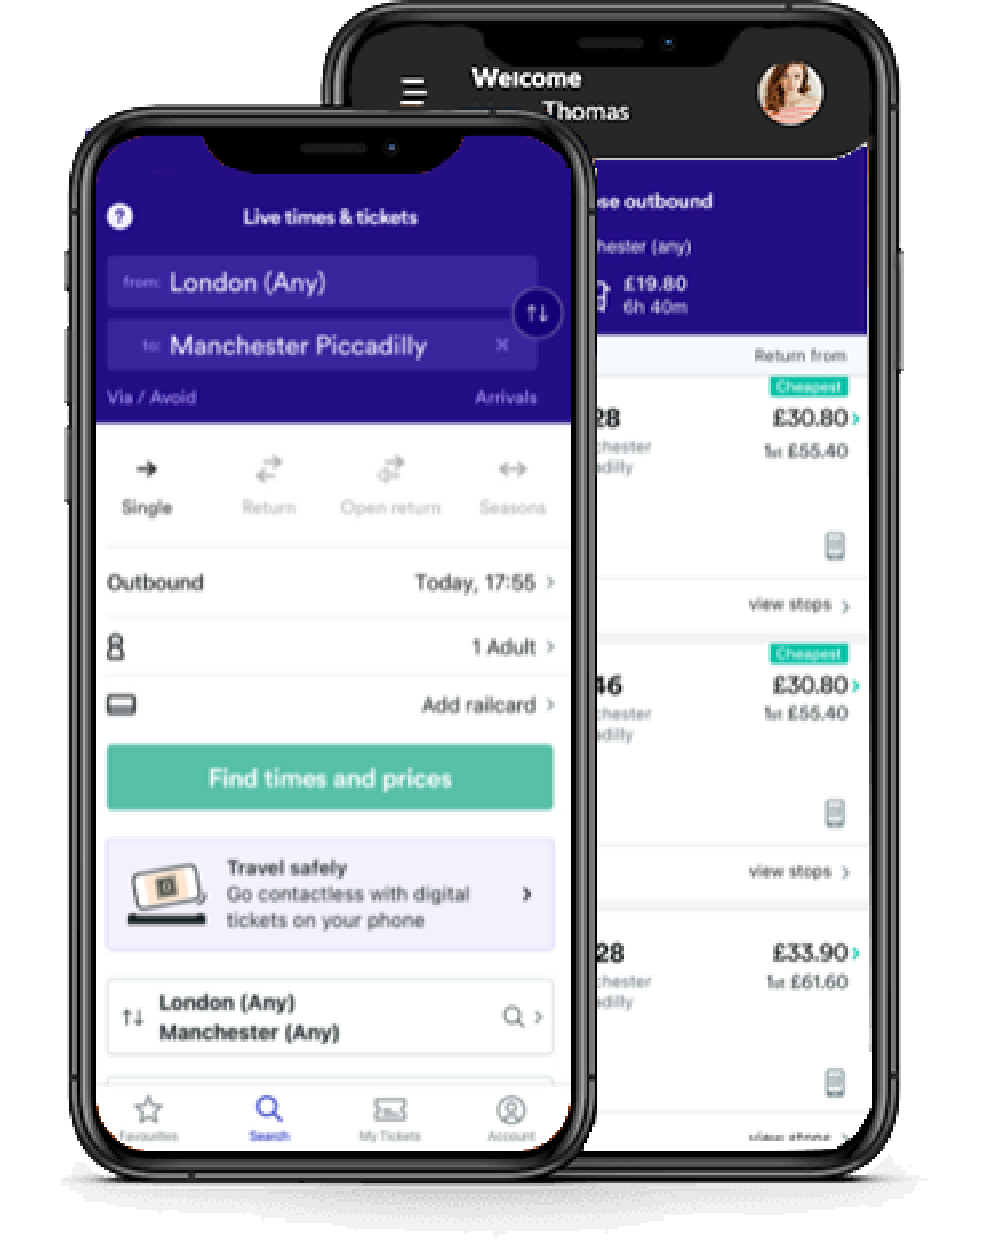 Welcome
Thomas
?
Live times & tickets
from: London (Any)
to: Manchester Piccadilly
Via / Avoid
Arrivals
Single
Return
Open return
Seasons
Outbound
Today, 17:55
1 Adult
Add railcard
Find times and prices
Travel safely
Go contactless with digital
tickets on your phone
London (Any)
Manchester (Any)
Favourites
Search
My Tickets
Account
se outbound
hester (any)
£19.80
6h 40m
Return from
Cheapest
28
£30.80
chester
1st £55.40
adilly
view stops
Cheapest
46
£30.80
chester
1st £55.40
adilly
view stops
28
£33.90
chester
1st £61.60
adilly
view stops